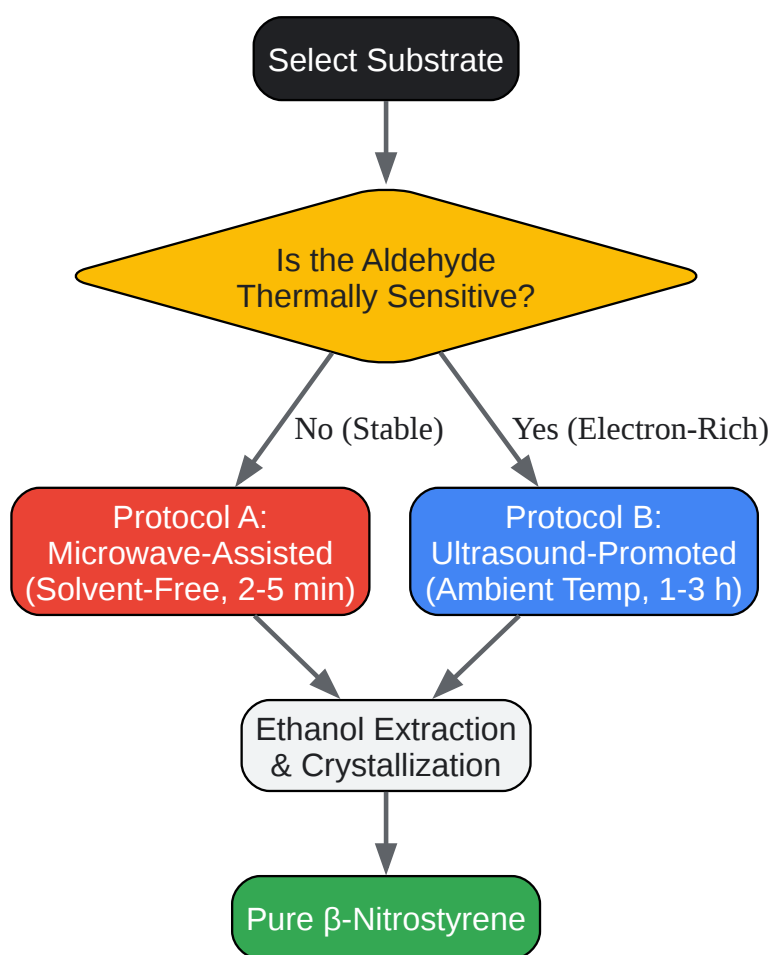 Select Substrate
Is the Aldehyde
Thermally Sensitive?
No (Stable)
Yes (Electron-Rich)
Protocol A:
Microwave-Assisted
(Solvent-Free, 2-5 min)
Protocol B:
Ultrasound-Promoted
(Ambient Temp, 1-3 h)
Ethanol Extraction
& Crystallization
Pure β-Nitrostyrene